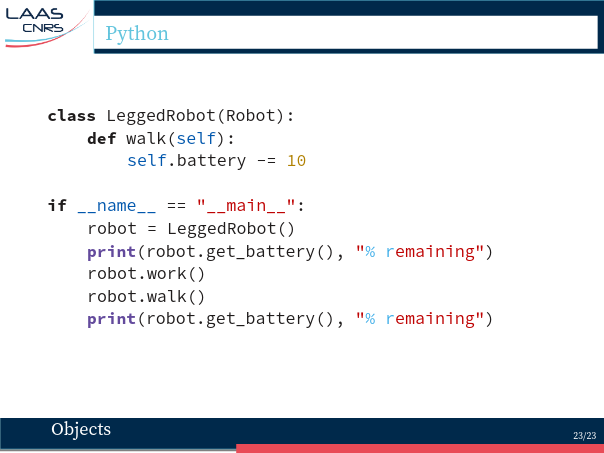 LAAS
CNRS
Python
class LeggedRobot(Robot):
    def walk(self):
        self.battery -= 10

if __name__ == "__main__":
    robot = LeggedRobot()
    print(robot.get_battery(), "% remaining")
    robot.work()
    robot.walk()
    print(robot.get_battery(), "% remaining")
Objects
23/23